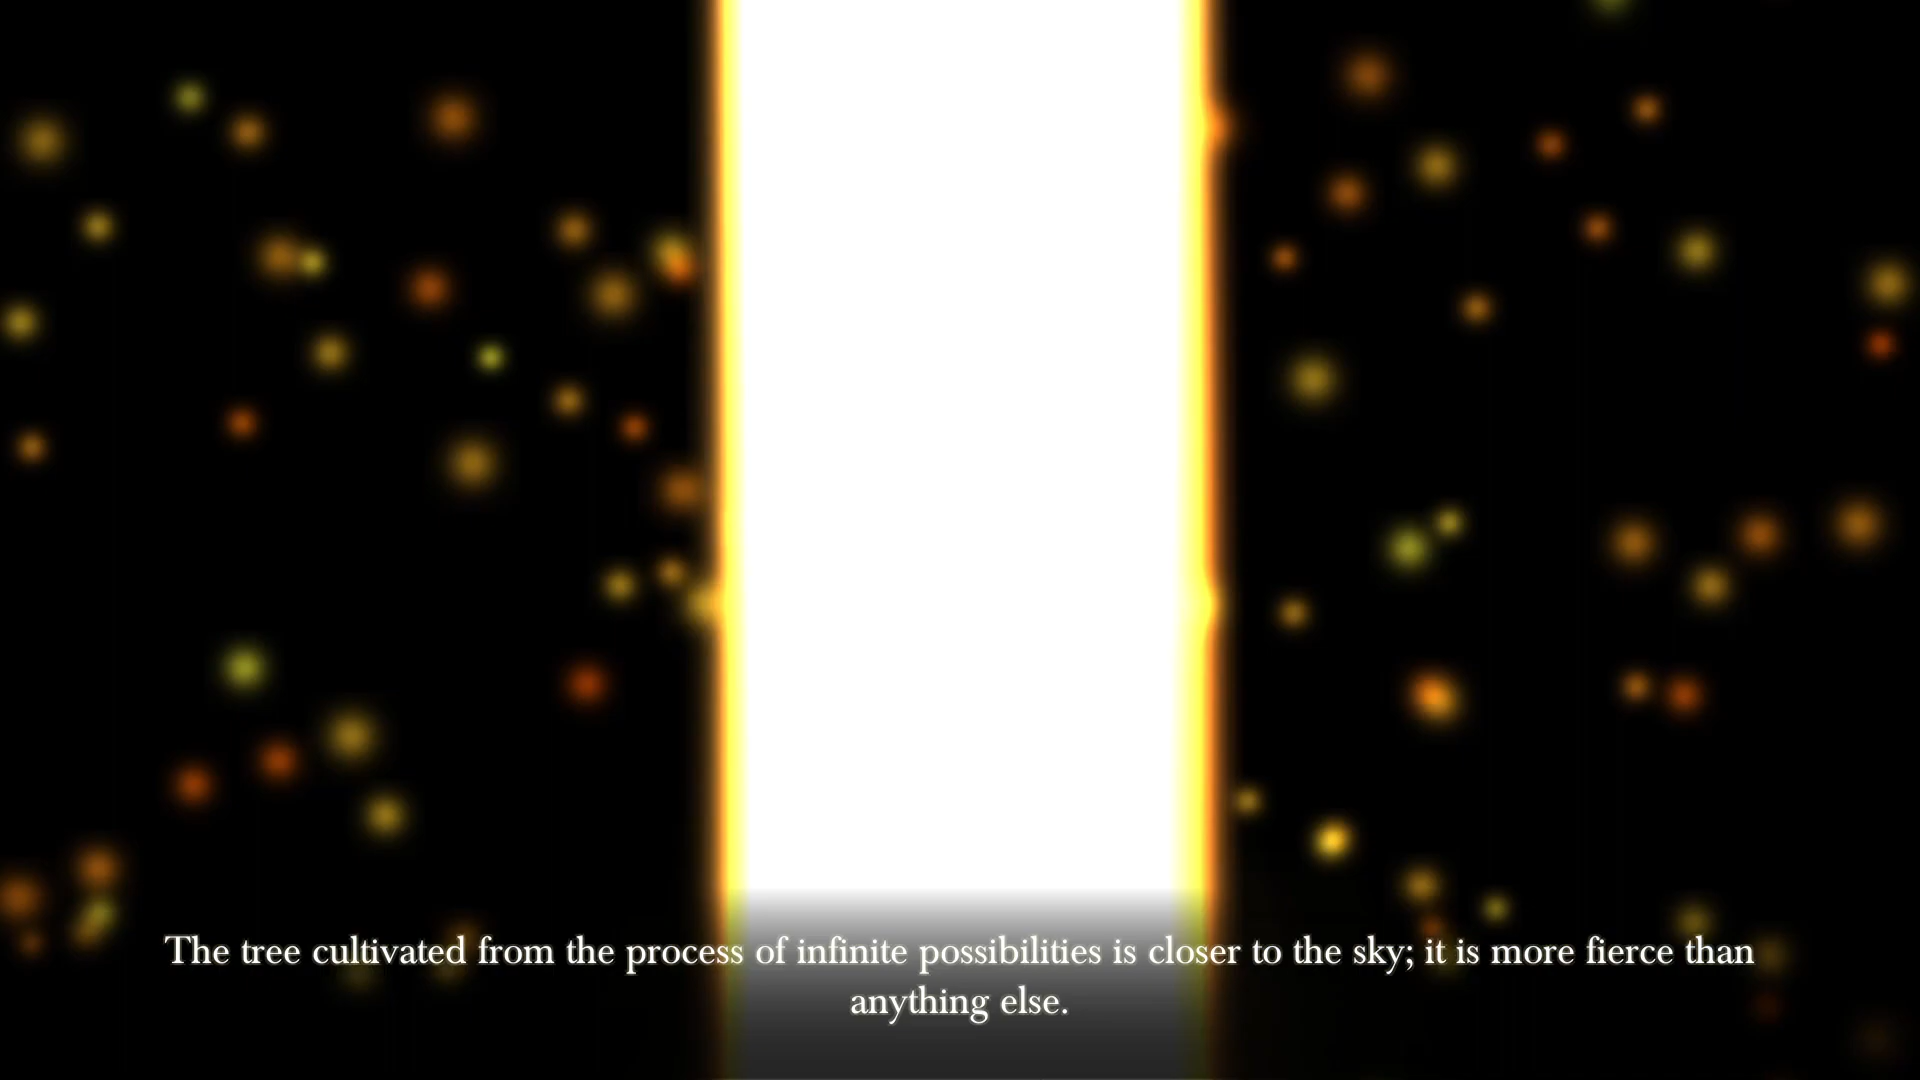 The tree cultivated from the process of infinite possibilities is closer to the sky; it is more fierce than
anything else.